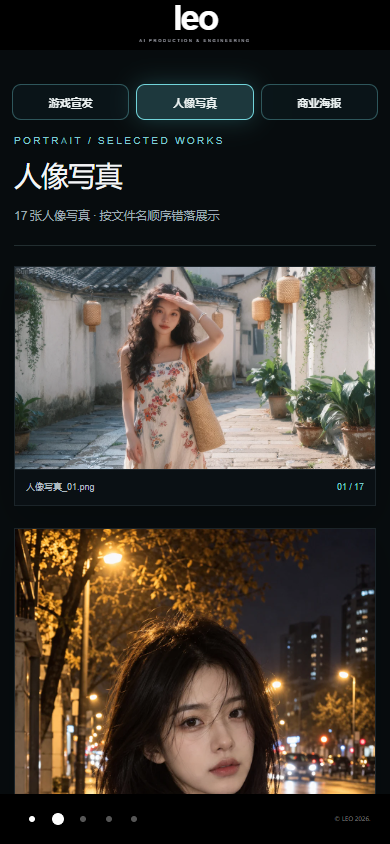 leo
AI PRODUCTION & ENGINEERING
游戏宣发
人像写真
商业海报
PORTRAIT / SELECTED WORKS
人像写真
17 张人像写真 · 按文件名顺序错落展示
人像写真_01.png
01 / 17
© LEO 2026